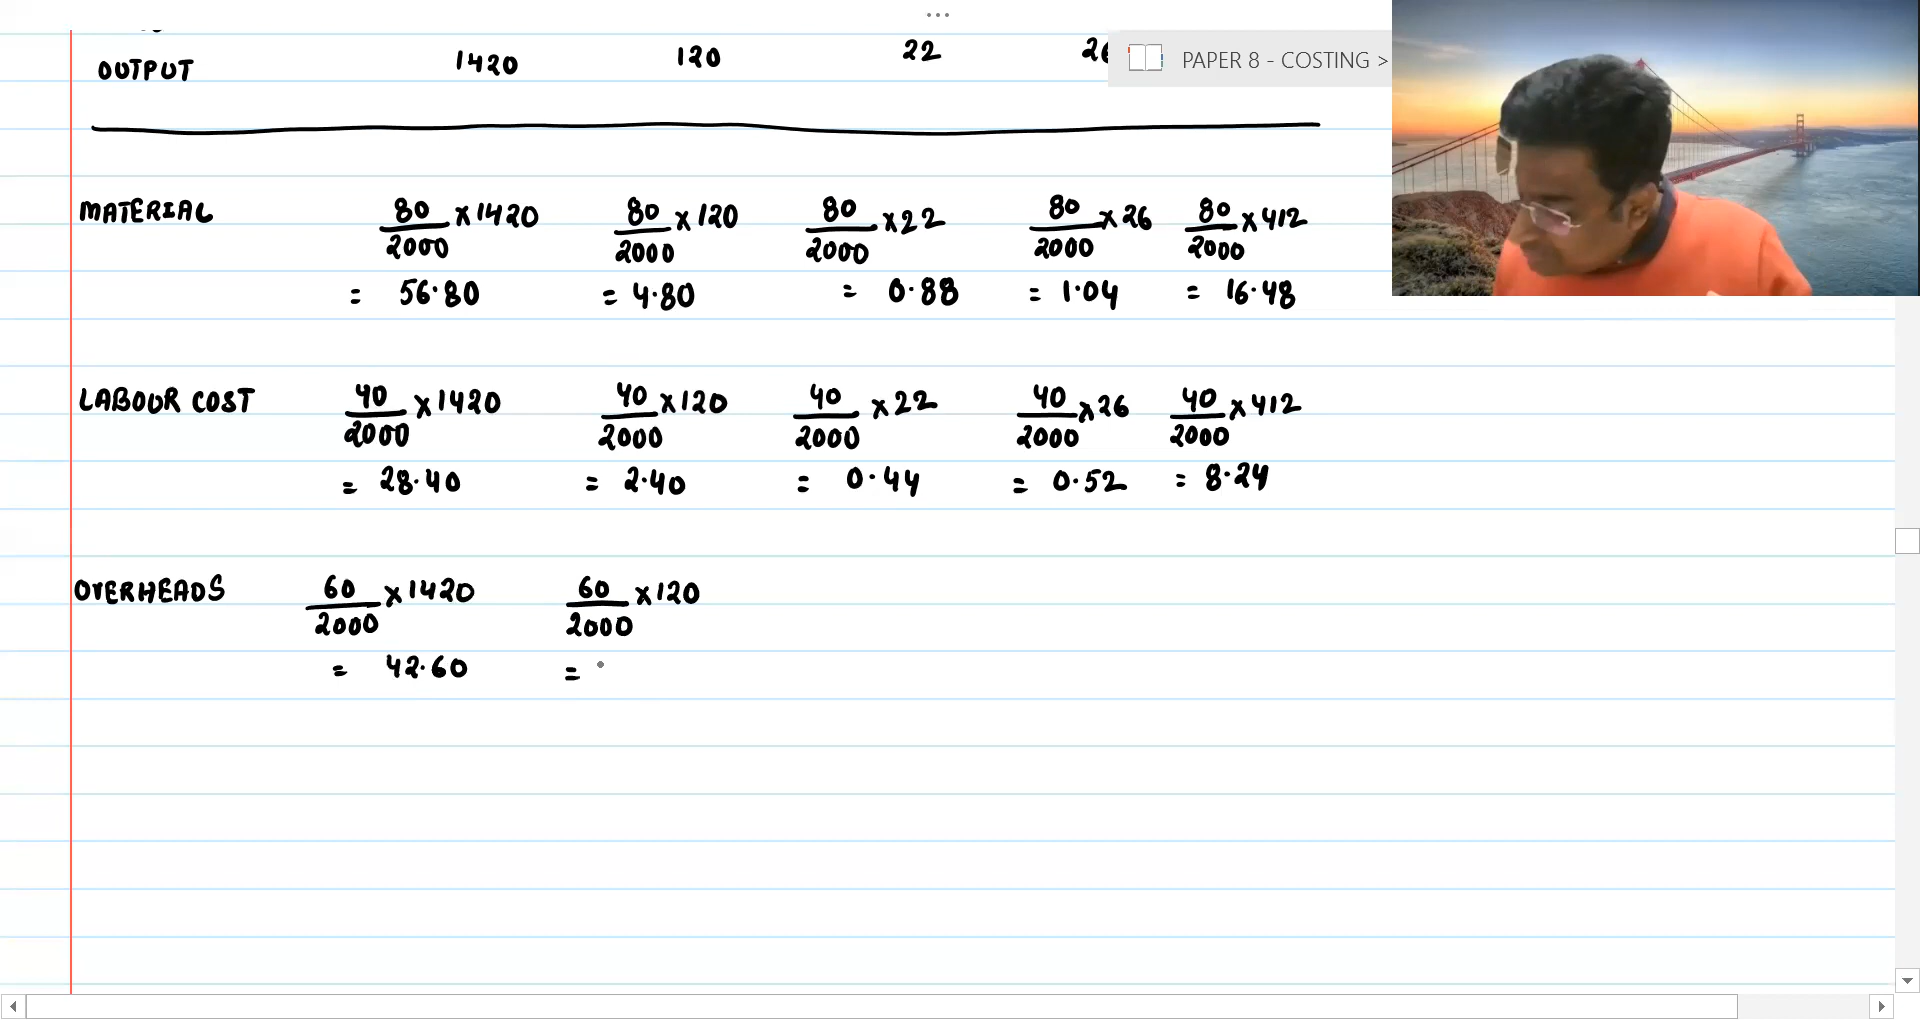 OUTPUT 1420 120 22 26
PAPER 8 - COSTING >
MATERIAL 80/2000 x 1420 80/2000 x 120 80/2000 x 22 80/2000 x 26 80/2000 x 412
= 56.80 = 4.80 = 0.88 = 1.04 = 16.48
LABOUR COST 40/2000 x 1420 40/2000 x 120 40/2000 x 22 40/2000 x 26 40/2000 x 412
= 28.40 = 2.40 = 0.44 = 0.52 = 8.24
OVERHEADS 60/2000 x 1420 60/2000 x 120
= 42.60 =